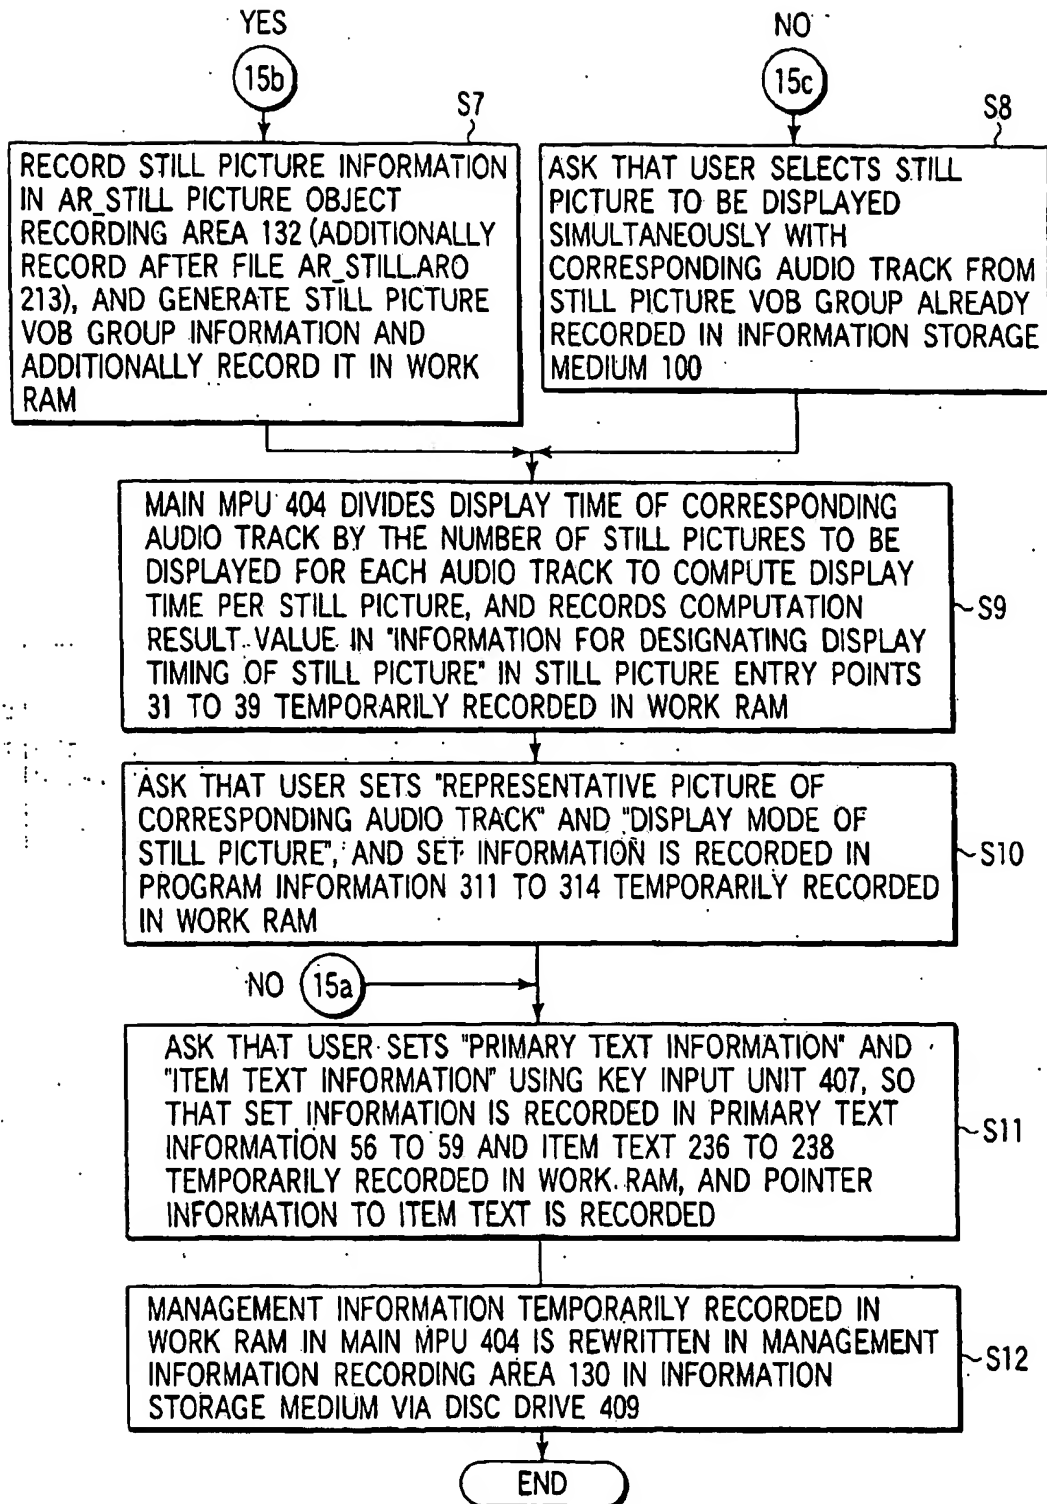 YES
15b
S7
RECORD STILL PICTURE INFORMATION
IN AR_STILL PICTURE OBJECT
RECORDING AREA 132 (ADDITIONALLY
RECORD AFTER FILE AR_STILL.ARO
213), AND GENERATE STILL PICTURE
VOB GROUP INFORMATION AND
ADDITIONALLY RECORD IT IN WORK
RAM
NO
15c
S8
ASK THAT USER SELECTS STILL
PICTURE TO BE DISPLAYED
SIMULTANEOUSLY WITH
CORRESPONDING AUDIO TRACK FROM
STILL PICTURE VOB GROUP ALREADY
RECORDED IN INFORMATION STORAGE
MEDIUM 100
MAIN MPU 404 DIVIDES DISPLAY TIME OF CORRESPONDING
AUDIO TRACK BY THE NUMBER OF STILL PICTURES TO BE
DISPLAYED FOR EACH AUDIO TRACK TO COMPUTE DISPLAY
TIME PER STILL PICTURE, AND RECORDS COMPUTATION
RESULT VALUE IN "INFORMATION FOR DESIGNATING DISPLAY
TIMING OF STILL PICTURE" IN STILL PICTURE ENTRY POINTS
31 TO 39 TEMPORARILY RECORDED IN WORK RAM
S9
ASK THAT USER SETS "REPRESENTATIVE PICTURE OF
CORRESPONDING AUDIO TRACK" AND "DISPLAY MODE OF
STILL PICTURE", AND SET INFORMATION IS RECORDED IN
PROGRAM INFORMATION 311 TO 314 TEMPORARILY RECORDED
IN WORK RAM
S10
NO 15a
ASK THAT USER SETS "PRIMARY TEXT INFORMATION" AND
"ITEM TEXT INFORMATION" USING KEY INPUT UNIT 407, SO
THAT SET INFORMATION IS RECORDED IN PRIMARY TEXT
INFORMATION 56 TO 59 AND ITEM TEXT 236 TO 238
TEMPORARILY RECORDED IN WORK RAM, AND POINTER
INFORMATION TO ITEM TEXT IS RECORDED
S11
MANAGEMENT INFORMATION TEMPORARILY RECORDED IN
WORK RAM IN MAIN MPU 404 IS REWRITTEN IN MANAGEMENT
INFORMATION RECORDING AREA 130 IN INFORMATION
STORAGE MEDIUM VIA DISC DRIVE 409
S12
END